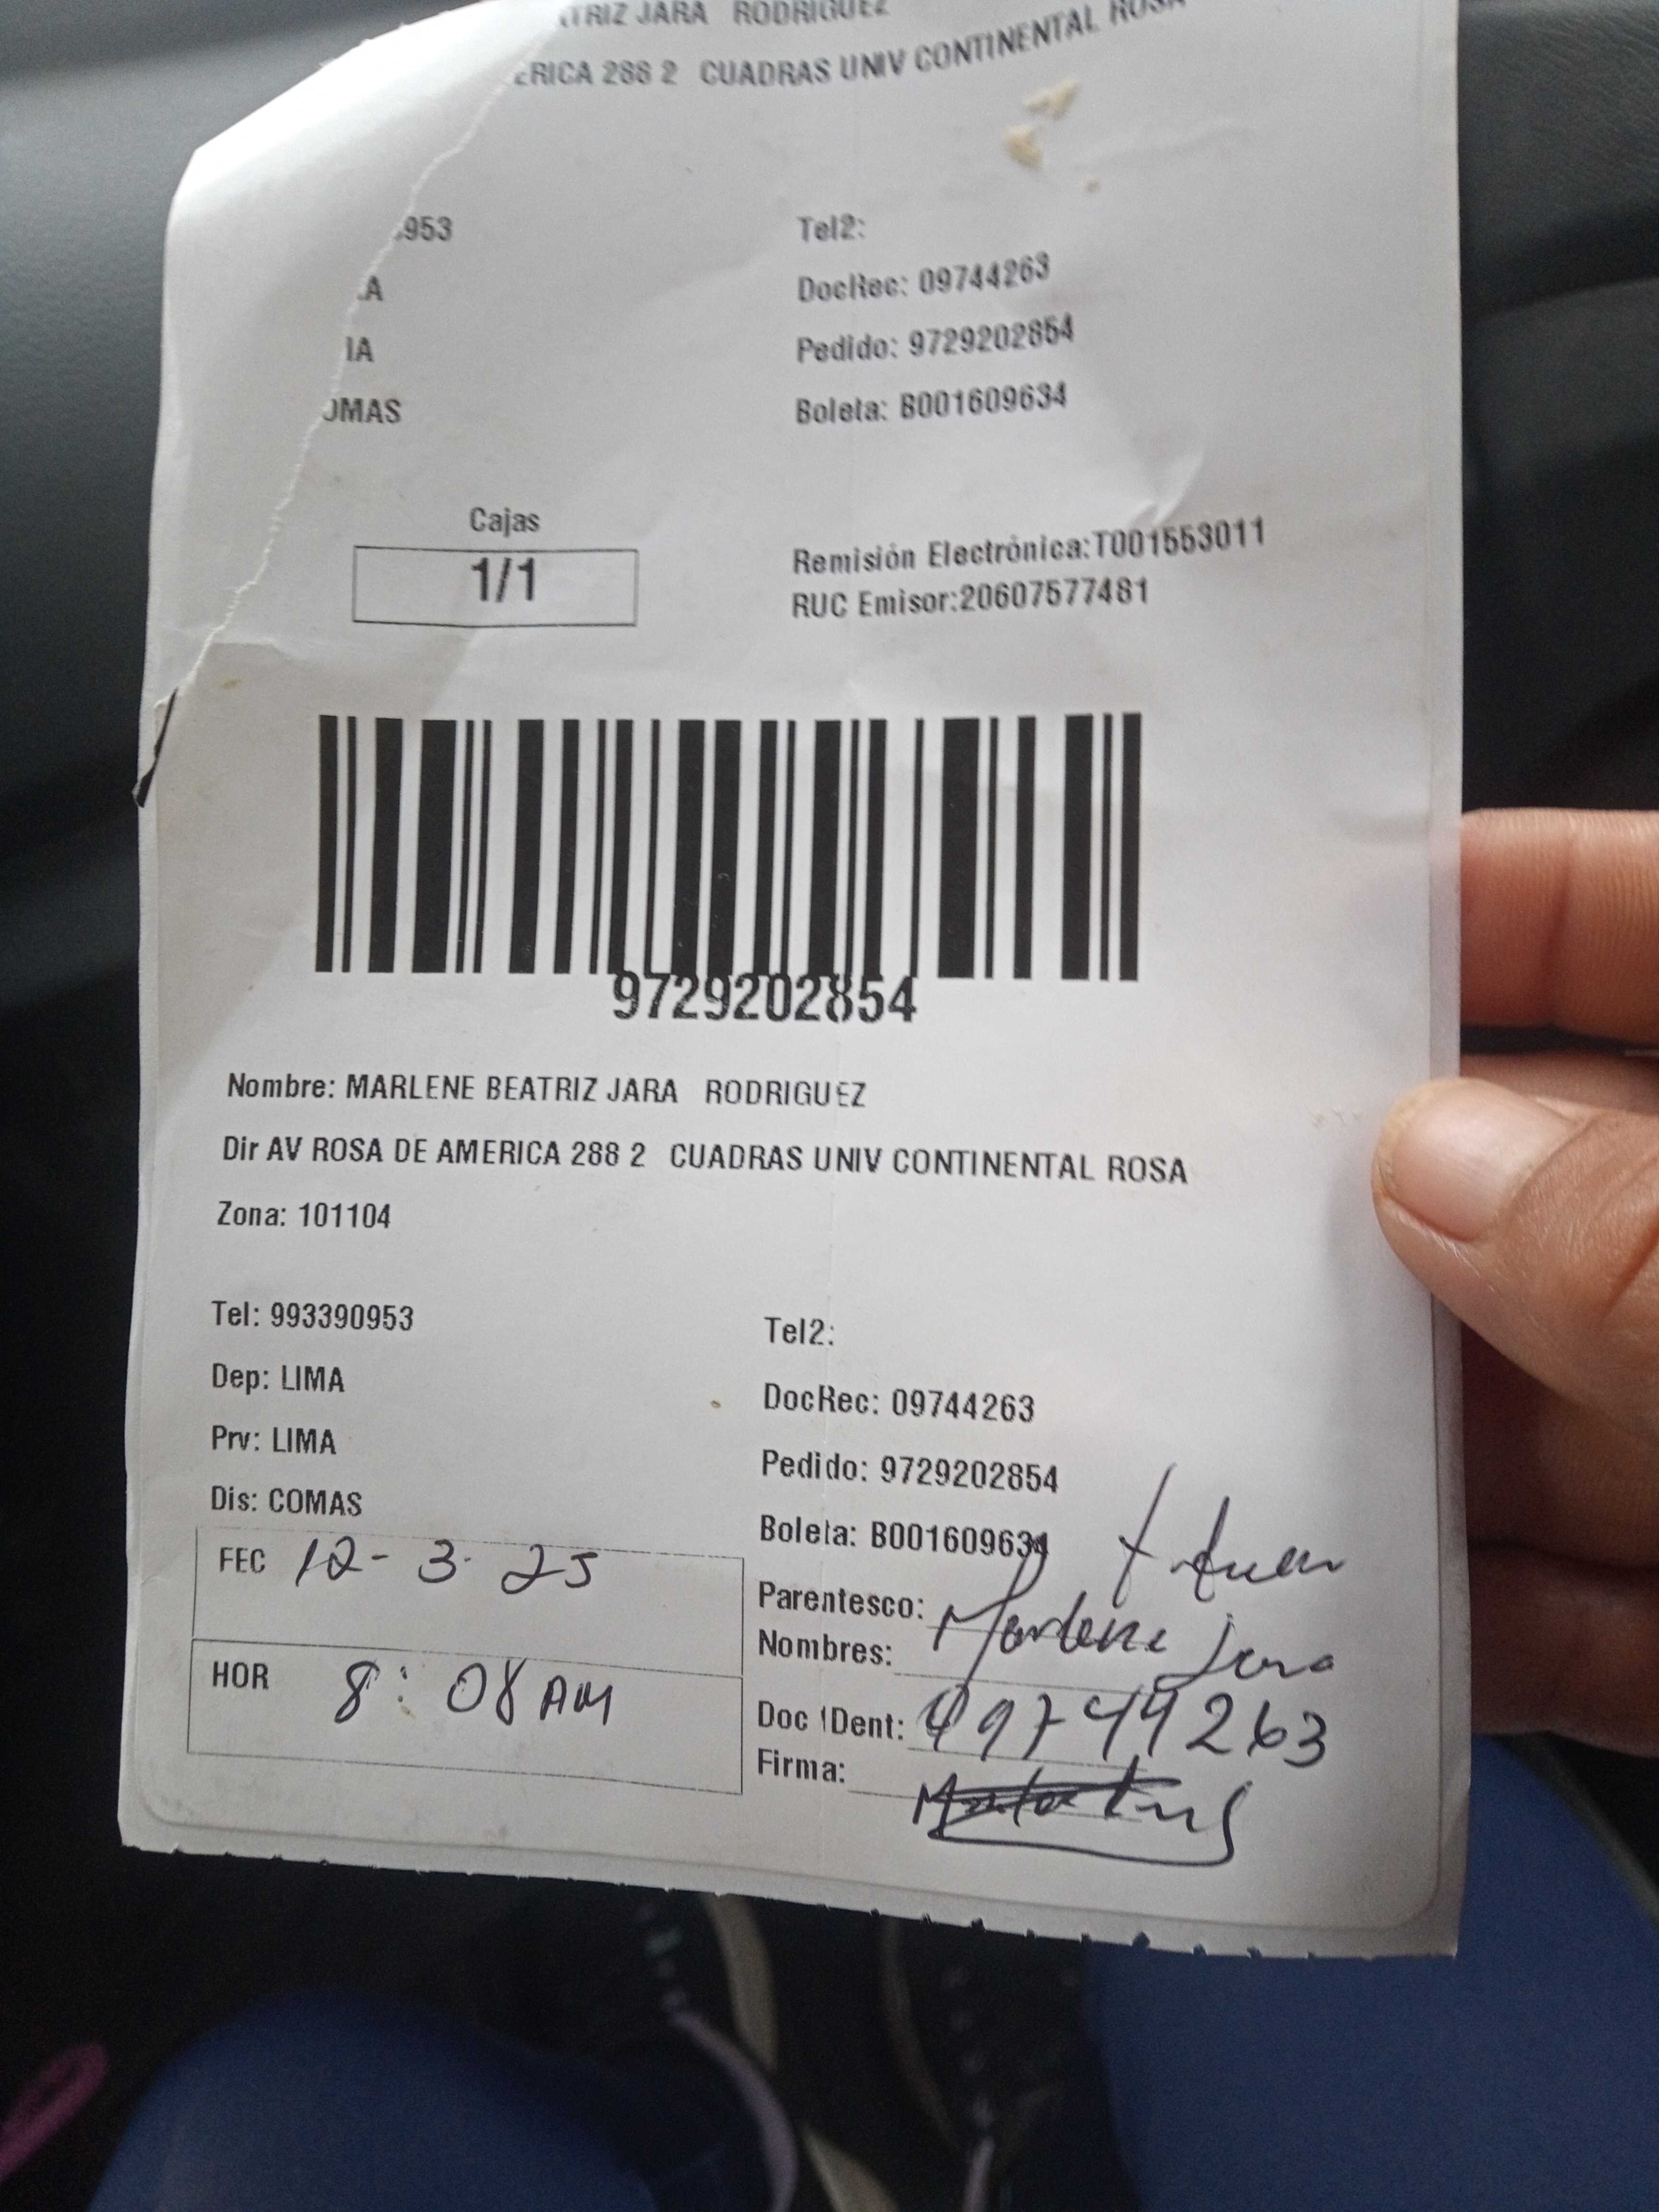 TRIZ JARA RODRIGUEZ
ERICA 288 2 CUADRAS UNIV CONTINENTAL ROSA
953
Tel2:
A
DocRec: 09744263
IA
Pedido: 9729202854
OMAS
Boleta: B001609634
Cajas
1/1
Remisión Electrónica:T001553011
RUC Emisor:20607577481
9729202854
Nombre: MARLENE BEATRIZ JARA RODRIGUEZ
Dir AV ROSA DE AMERICA 288 2 CUADRAS UNIV CONTINENTAL ROSA
Zona: 101104
Tel: 993390953
Tel2:
Dep: LIMA
DocRec: 09744263
Prv: LIMA
Pedido: 9729202854
Dis: COMAS
Boleta: B001609634
FEC 12-3-25
Parentesco:
Nombres: Marlene Jara
HOR 8:08 AM
Doc IDent: 09744263
Firma: